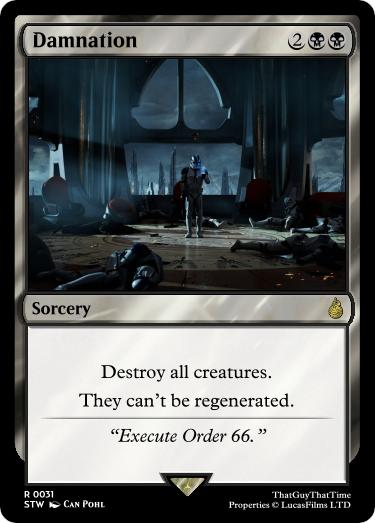 Damnation 2
Sorcery
Destroy all creatures.
They can't be regenerated.
“Execute Order 66.”
R 0031
STW Can Pohl
ThatGuyThatTime
Properties © LucasFilms LTD